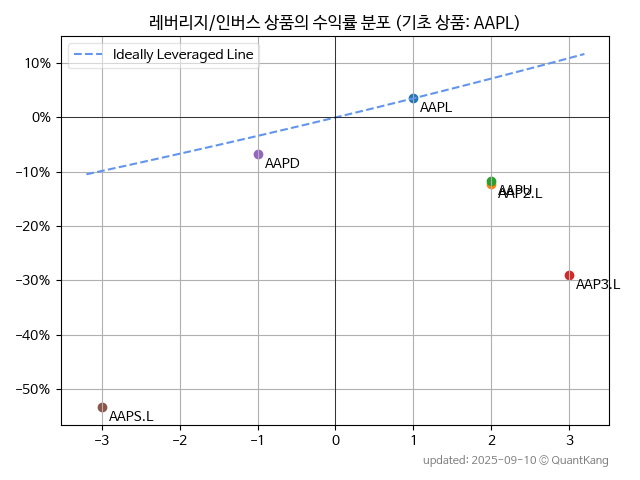 레버리지/인버스 상품의 수익률 분포 (기초 상품: AAPL)
Ideally Leveraged Line
10%
0%
−10%
−20%
−30%
−40%
−50%
AAPL
AAPD
AAPU
AAP2.L
AAP3.L
AAPS.L
−3 −2 −1 0 1 2 3
updated: 2025-09-10 © QuantKang